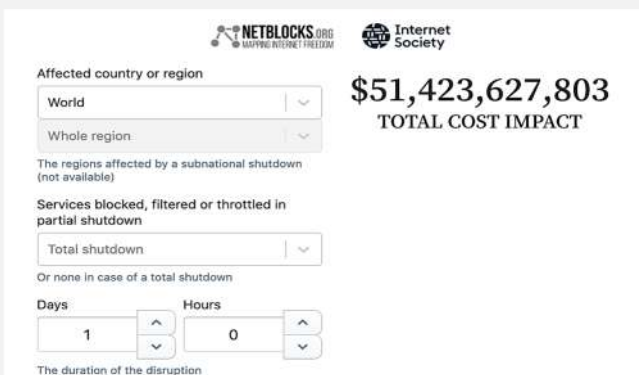 NETBLOCKS.ORG
MAPPING INTERNET FREEDOM
Internet
Society
Affected country or region
World
Whole region
The regions affected by a subnational shutdown
(not available)
Services blocked, filtered or throttled in
partial shutdown
Total shutdown
Or none in case of a total shutdown
Days Hours
1 0
The duration of the disruption
$51,423,627,803
TOTAL COST IMPACT